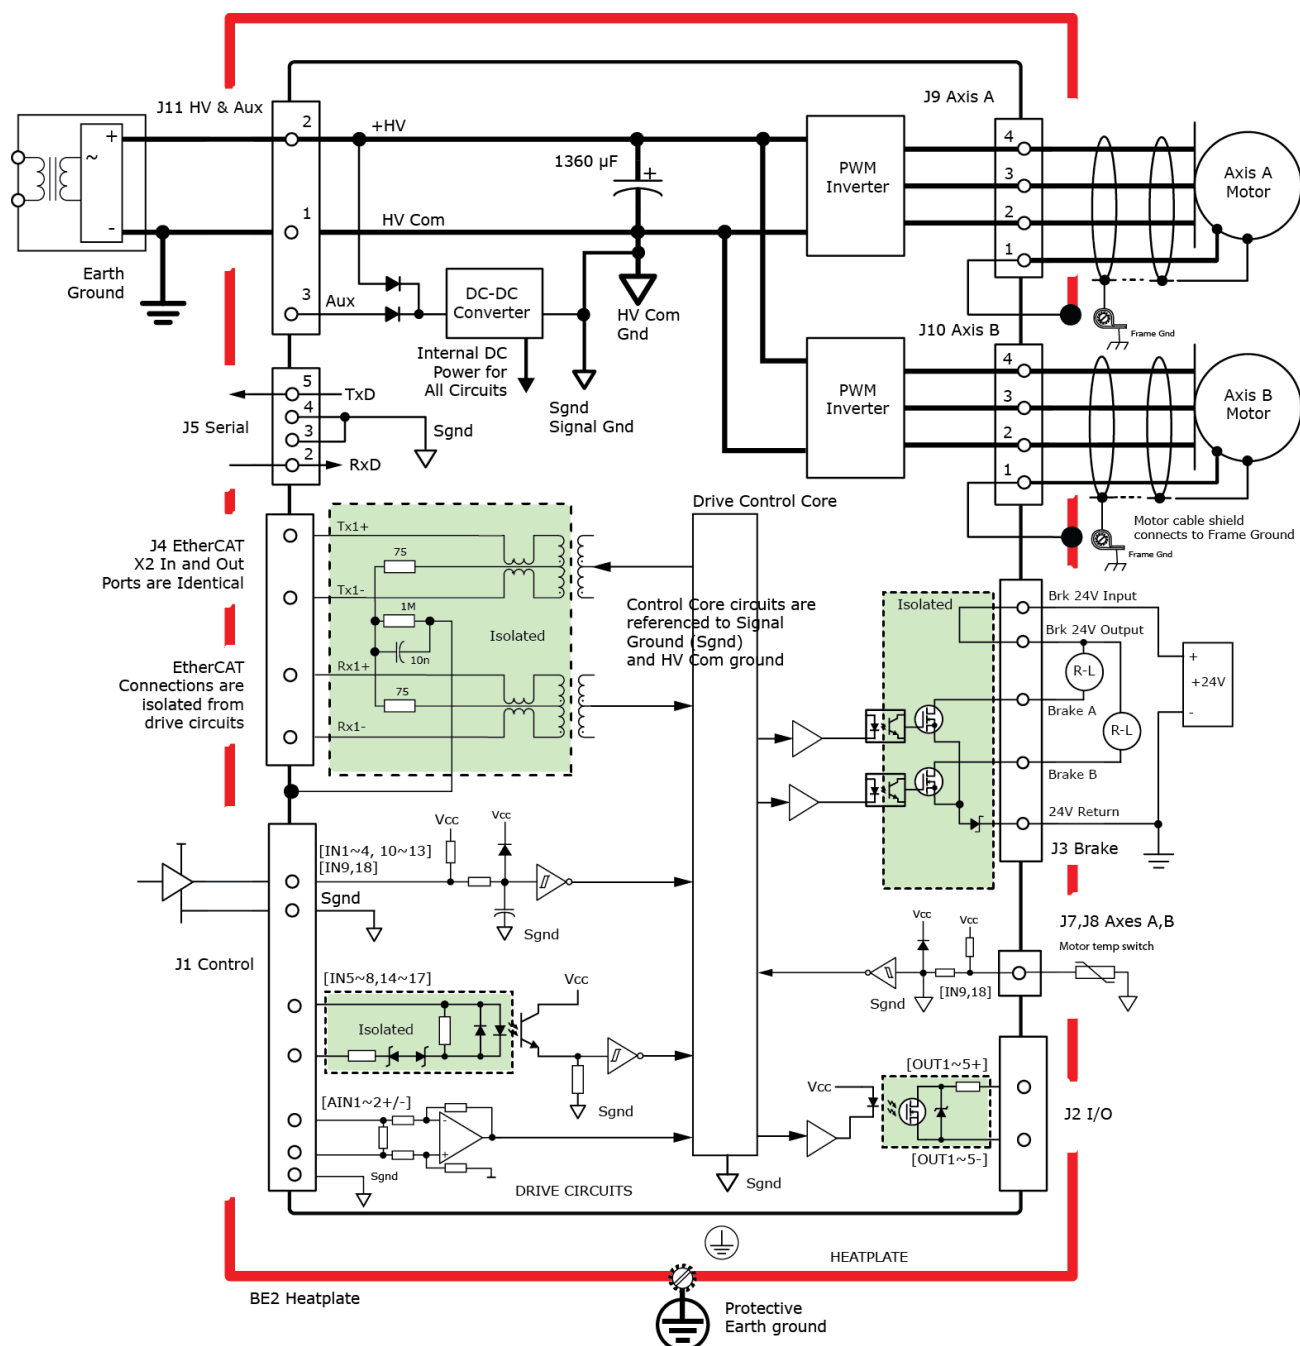 J11 HV & Aux
2
+HV
1360 µF
+
+
~
-
1
HV Com
Earth
Ground
3
Aux
DC-DC
Converter
Internal DC
Power for
All Circuits
HV Com
Gnd
Sgnd
Signal Gnd
PWM
Inverter
J9 Axis A
4
3
2
1
Axis A
Motor
Frame Gnd
J10 Axis B
PWM
Inverter
4
3
2
1
Axis B
Motor
Motor cable shield
connects to Frame Ground
Frame Gnd
J5 Serial
5
TxD
4
3
Sgnd
2
RxD
J4 EtherCAT
X2 In and Out
Ports are Identical
EtherCAT
Connections are
isolated from
drive circuits
Tx1+
75
Tx1-
1M
10n
Isolated
Rx1+
75
Rx1-
Drive Control Core
Control Core circuits are
referenced to Signal
Ground (Sgnd)
and HV Com ground
Isolated
Brk 24V Input
Brk 24V Output
R-L
Brake A
R-L
Brake B
24V Return
+
+24V
-
J3 Brake
Vcc
Vcc
[IN1~4, 10~13]
[IN9,18]
Sgnd
Sgnd
J1 Control
[IN5~8,14~17]
Isolated
Vcc
Sgnd
[AIN1~2+/-]
-
+
Sgnd
DRIVE CIRCUITS
Sgnd
Vcc
Vcc
Sgnd
[IN9,18]
J7,J8 Axes A,B
Motor temp switch
Vcc
[OUT1~5+]
[OUT1~5-]
J2 I/O
HEATPLATE
BE2 Heatplate
Protective
Earth ground